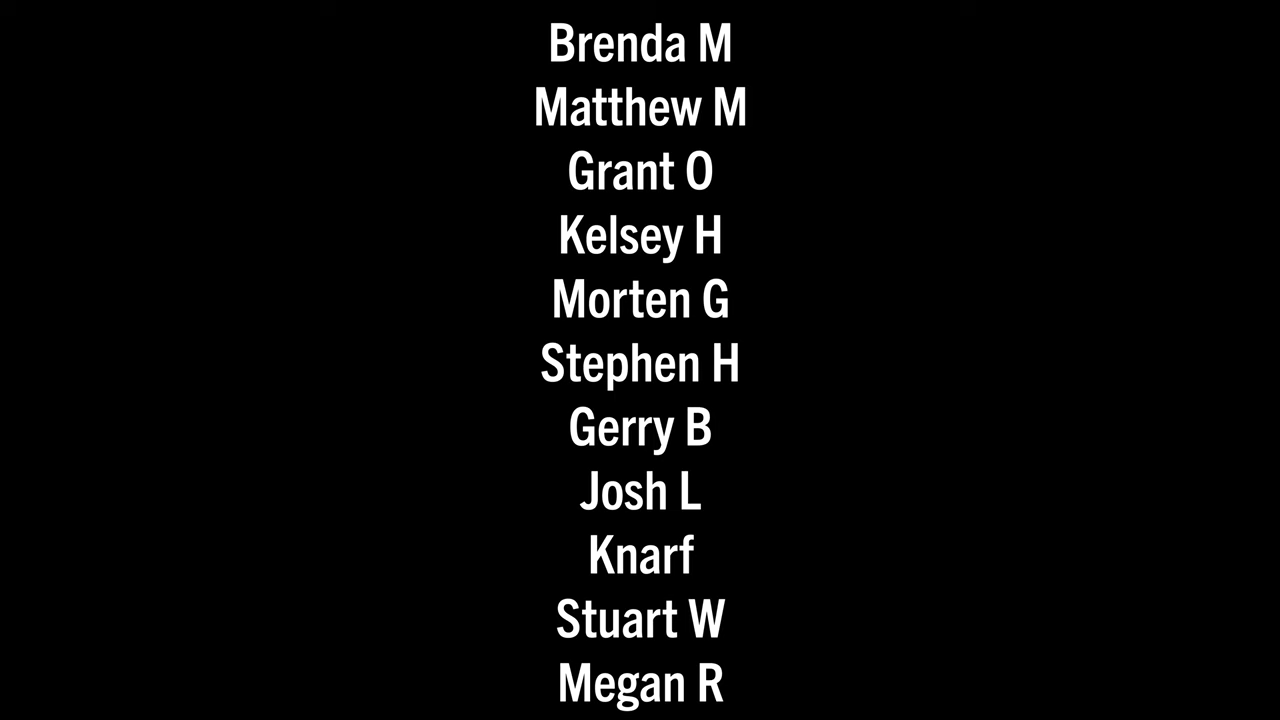 Brenda M
Matthew M
Grant O
Kelsey H
Morten G
Stephen H
Gerry B
Josh L
Knarf
Stuart W
Megan R